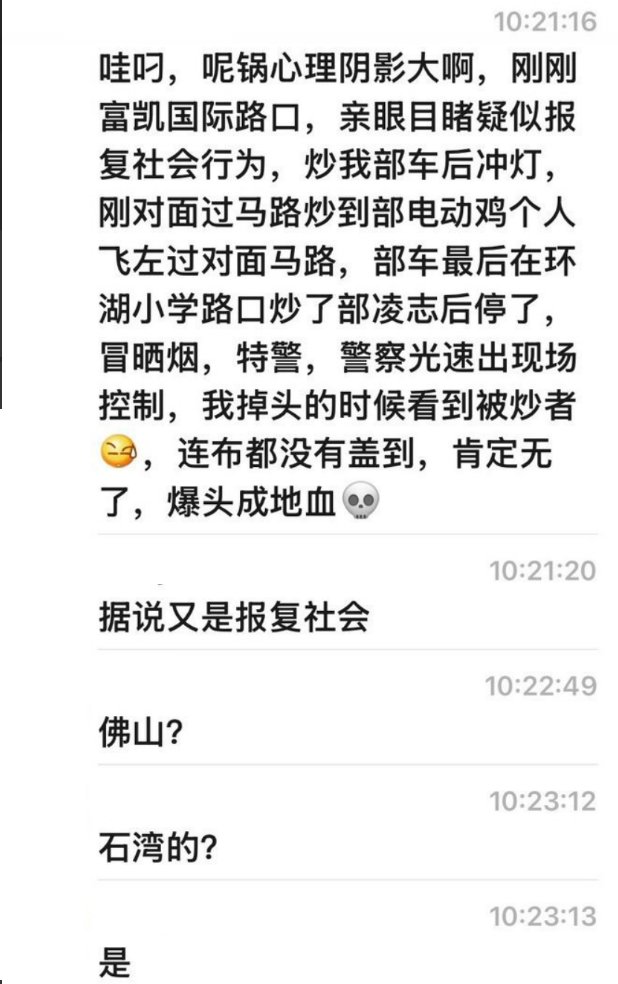 10:21:16
哇叼，呢锅心理阴影大啊，刚刚
富凯国际路口，亲眼目睹疑似报
复社会行为，炒我部车后冲灯，
刚对面过马路炒到部电动鸡个人
飞左过对面马路，部车最后在环
湖小学路口炒了部凌志后停了，
冒晒烟，特警，警察光速出现场
控制，我掉头的时候看到被炒者
😅，连布都没有盖到，肯定无
了，爆头成地血💀
10:21:20
据说又是报复社会
10:22:49
佛山?
10:23:12
石湾的?
10:23:13
是